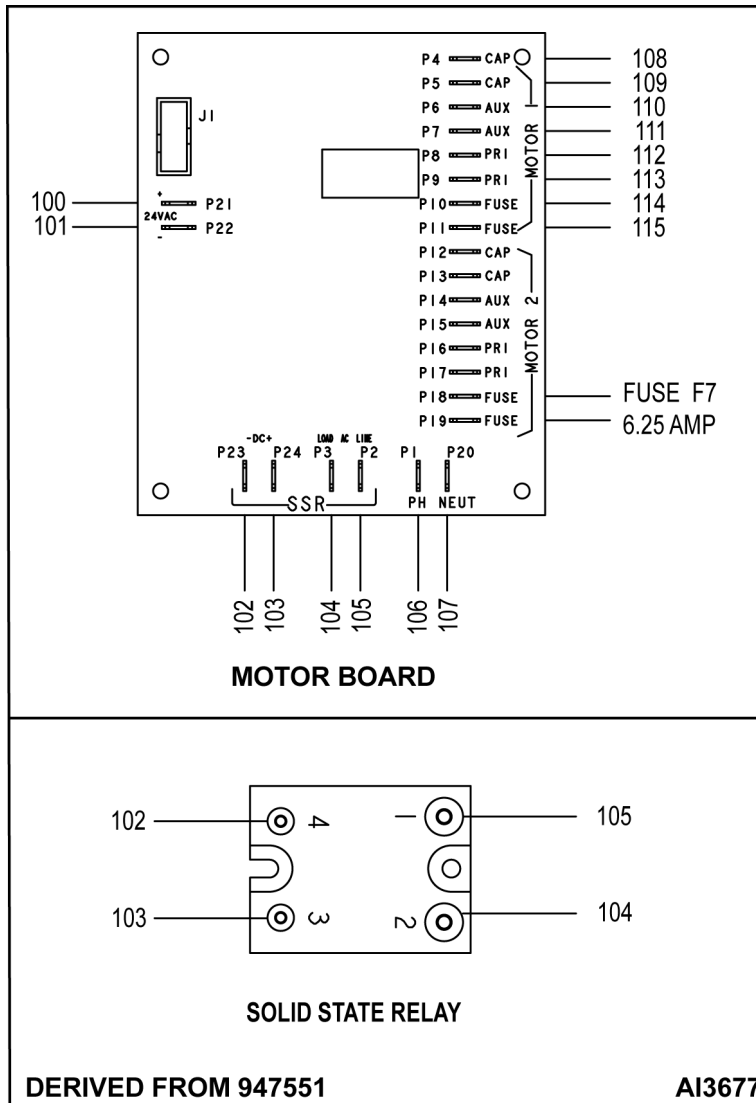 P4 CAP 108
P5 CAP 109
P6 AUX 110
P7 AUX 111
P8 PRI 112
P9 PRI 113
P10 FUSE 114
P11 FUSE 115
MOTOR 1
P12 CAP
P13 CAP
P14 AUX
P15 AUX
P16 PRI
P17 PRI
P18 FUSE FUSE F7
P19 FUSE 6.25 AMP
MOTOR 2
J1
100 + P21
24VAC
101 - P22
-DC+ LOAD AC LINE
P23 P24 P3 P2 P1 P20
SSR PH NEUT
102 103 104 105 106 107
MOTOR BOARD
102 4 1 105
103 3 2 104
SOLID STATE RELAY
DERIVED FROM 947551 AI3677